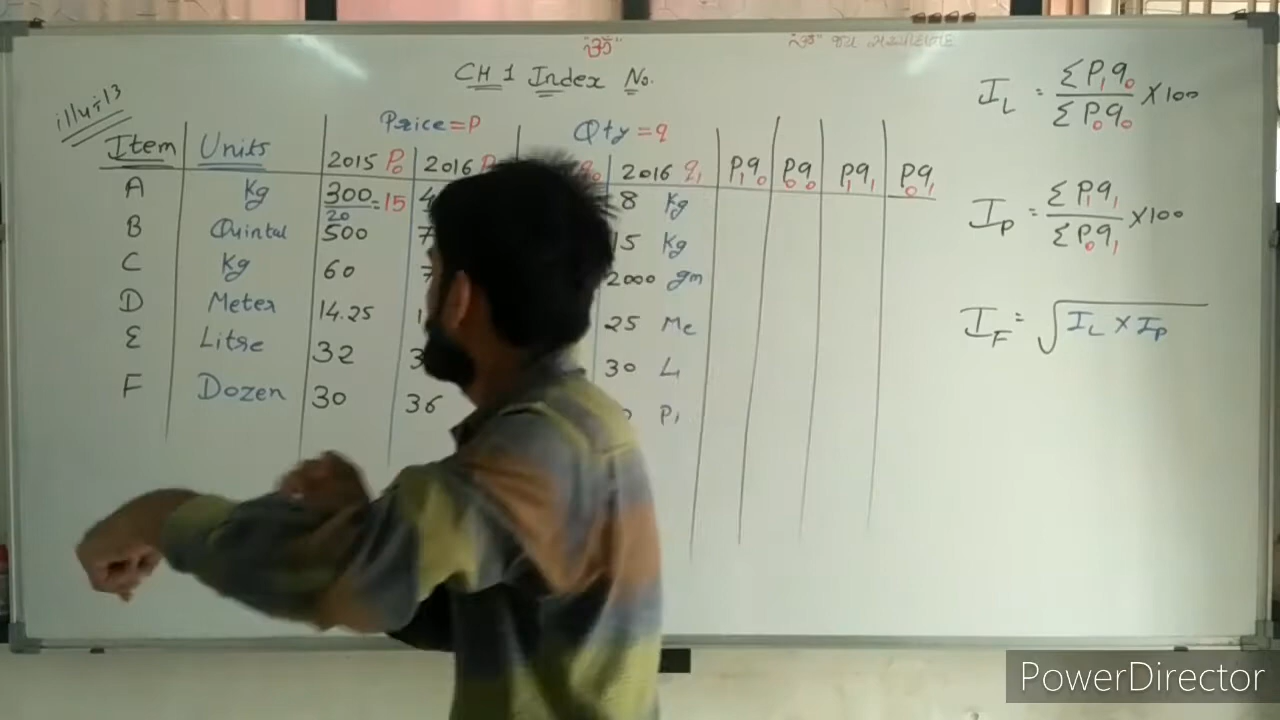 "ૐ"
CH 1 Index No.
illu-:13
Price = P
Qty = q
Item Units 2015 P0 2016 q0 2016 q1 P1q0 P0q0 P1q1 P0q1
A Kg 300/20 = 15 8 Kg
B Quintal 500 15 Kg
C Kg 60 2000 gm
D Meter 14.25 25 Me
E Litre 32 30 L
F Dozen 30 36 P,
IL = ΣP1q0 / ΣP0q0 × 100
IP = ΣP1q1 / ΣP0q1 × 100
IF = √IL × IP
PowerDirector